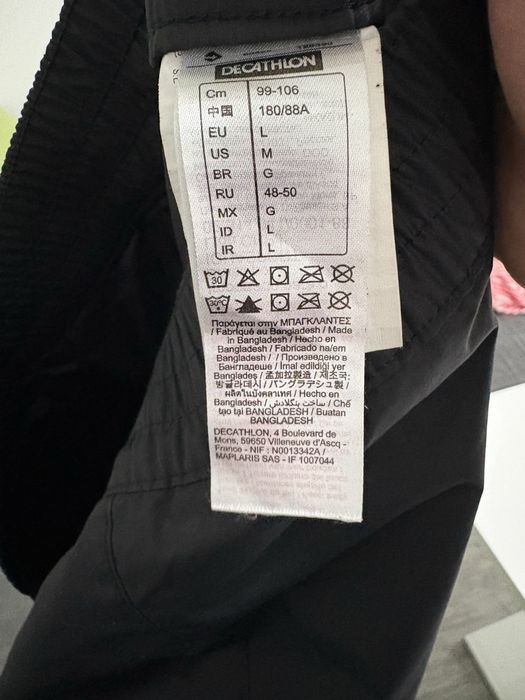 DECATHLON
Cm 99-106
中国 180/88A
EU L
US M
BR G
RU 48-50
MX G
ID L
IR L
30
30°C
Παράγεται στην ΜΠΑΓΚΛΑΝΤΕΣ
/ Fabriqué au Bangladesh / Made
in Bangladesh / Hecho en
Bangladesh / Fabricado na/em
Bangladesh / / Произведено в
Бангладеше / İmal edildiği yer
Bangladeş / 孟加拉製造 / 제조국:
방글라데시 / バングラデシュ製 /
ผลิตในบังคลาเทศ / Hecho en
Bangladesh / ساخت بنگلادش / Chế
tạo tại BANGLADESH / Buatan
BANGLADESH
DECATHLON, 4 Boulevard de
Mons, 59650 Villeneuve d'Ascq -
France - NIF : N0013342A /
MAPLARIS SAS - IF 1007044